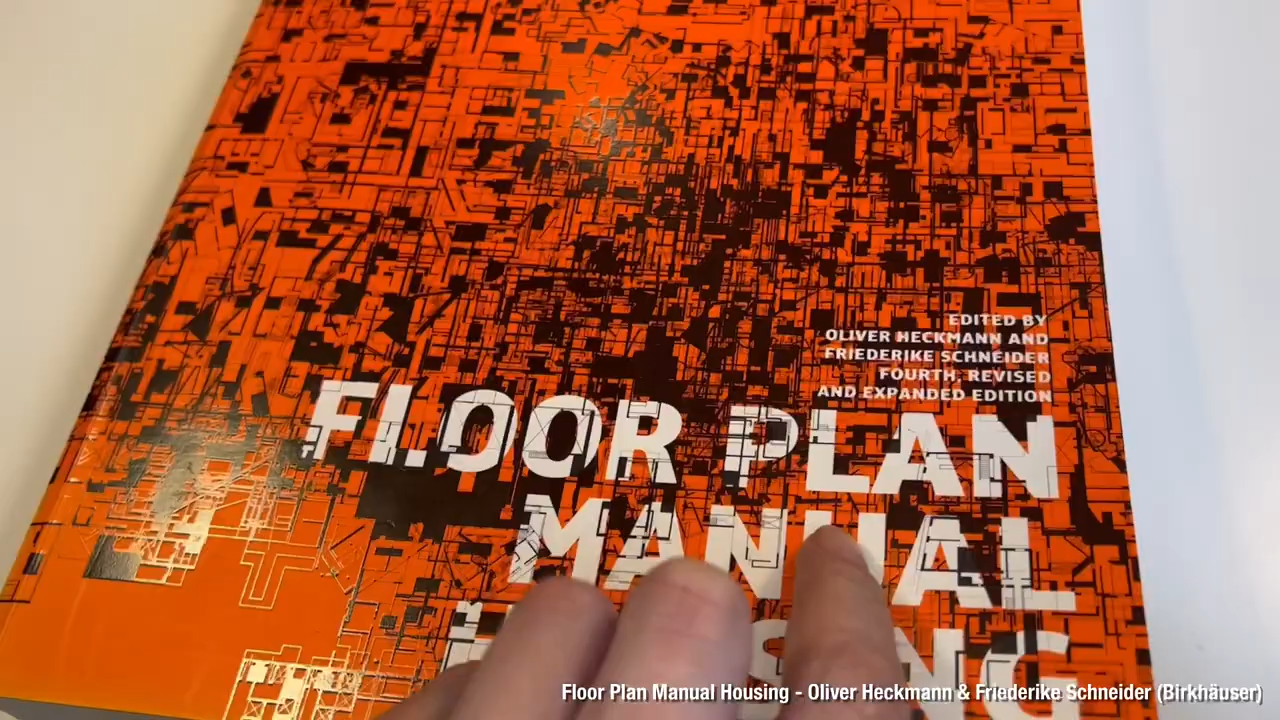 EDITED BY
OLIVER HECKMANN AND
FRIEDERIKE SCHNEIDER
FOURTH, REVISED
AND EXPANDED EDITION
FLOOR PLAN
MANUAL
Floor Plan Manual Housing - Oliver Heckmann & Friederike Schneider (Birkhäuser)